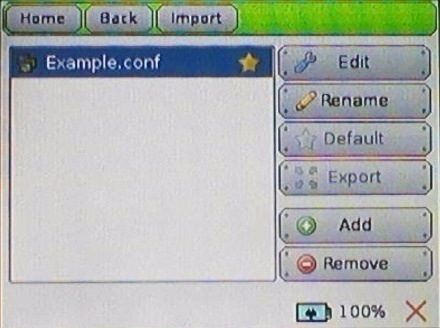 Home Back Import
Example.conf
Edit
Rename
Default
Export
Add
Remove
100%